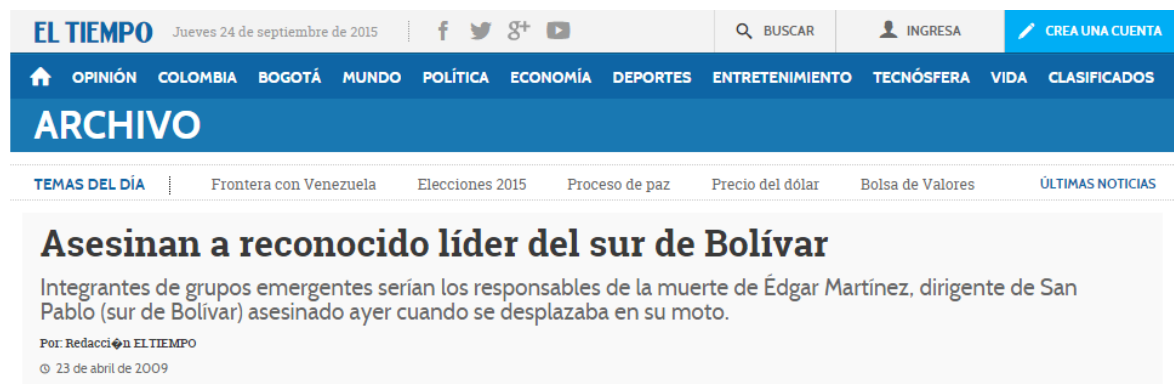 EL TIEMPO Jueves 24 de septiembre de 2015 BUSCAR INGRESA CREA UNA CUENTA
OPINIÓN COLOMBIA BOGOTÁ MUNDO POLÍTICA ECONOMÍA DEPORTES ENTRETENIMIENTO TECNÓSFERA VIDA CLASIFICADOS
ARCHIVO
TEMAS DEL DÍA Frontera con Venezuela Elecciones 2015 Proceso de paz Precio del dólar Bolsa de Valores ÚLTIMAS NOTICIAS
Asesinan a reconocido líder del sur de Bolívar
Integrantes de grupos emergentes serían los responsables de la muerte de Édgar Martínez, dirigente de San
Pablo (sur de Bolívar) asesinado ayer cuando se desplazaba en su moto.
Por: Redacci�n ELTIEMPO
23 de abril de 2009